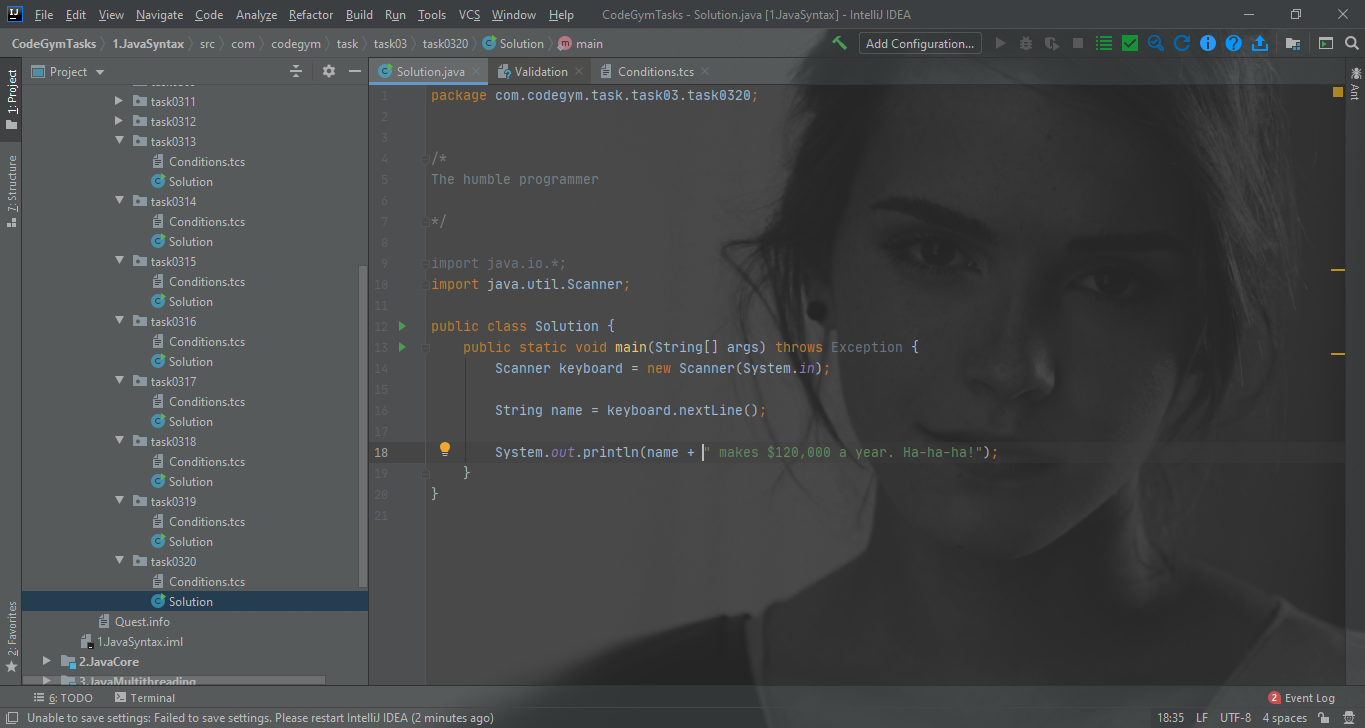 IJ File Edit View Navigate Code Analyze Refactor Build Run Tools VCS Window Help CodeGymTasks - Solution.java [1.JavaSyntax] - IntelliJ IDEA
CodeGymTasks 1.JavaSyntax src com codegym task task03 task0320 Solution main Add Configuration...
Project
Solution.java
Validation
Conditions.tcs
1: Project
7: Structure
2: Favorites
Ant
task0311
task0312
task0313
Conditions.tcs
Solution
task0314
Conditions.tcs
Solution
task0315
Conditions.tcs
Solution
task0316
Conditions.tcs
Solution
task0317
Conditions.tcs
Solution
task0318
Conditions.tcs
Solution
task0319
Conditions.tcs
Solution
task0320
Conditions.tcs
Solution
Quest.info
1.JavaSyntax.iml
2.JavaCore
3.JavaMultithreading
1 package com.codegym.task.task03.task0320;
2
3
4 /*
5 The humble programmer
6
7 */
8
9 import java.io.*;
10 import java.util.Scanner;
11
12 public class Solution {
13 public static void main(String[] args) throws Exception {
14 Scanner keyboard = new Scanner(System.in);
15
16 String name = keyboard.nextLine();
17
18 System.out.println(name + " makes $120,000 a year. Ha-ha-ha!");
19 }
20 }
21
6: TODO Terminal 2 Event Log
Unable to save settings: Failed to save settings. Please restart IntelliJ IDEA (2 minutes ago) 18:35 LF UTF-8 4 spaces